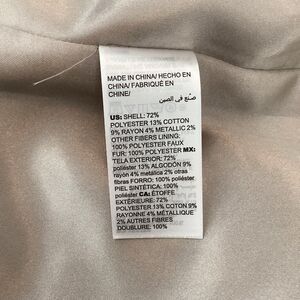 MADE IN CHINA/ HECHO EN
CHINA/ FABRIQUÉ EN
CHINE/
صنع في الصين
US: SHELL: 72%
POLYESTER 13% COTTON
9% RAYON 4% METALLIC 2%
OTHER FIBERS LINING:
100% POLYESTER FAUX
FUR: 100% POLYESTER MX:
TELA EXTERIOR: 72%
poliéster 13% ALGODÓN 9%
rayón 4% metálica 2% otras
fibras FORRO: 100% poliéster
PIEL SINTÉTICA: 100%
poliéster CA: ÉTOFFE
EXTÉRIEURE: 72%
POLYESTER 13% COTON 9%
RAYONNE 4% MÉTALLIQUE
2% AUTRES FIBRES
DOUBLURE: 100%